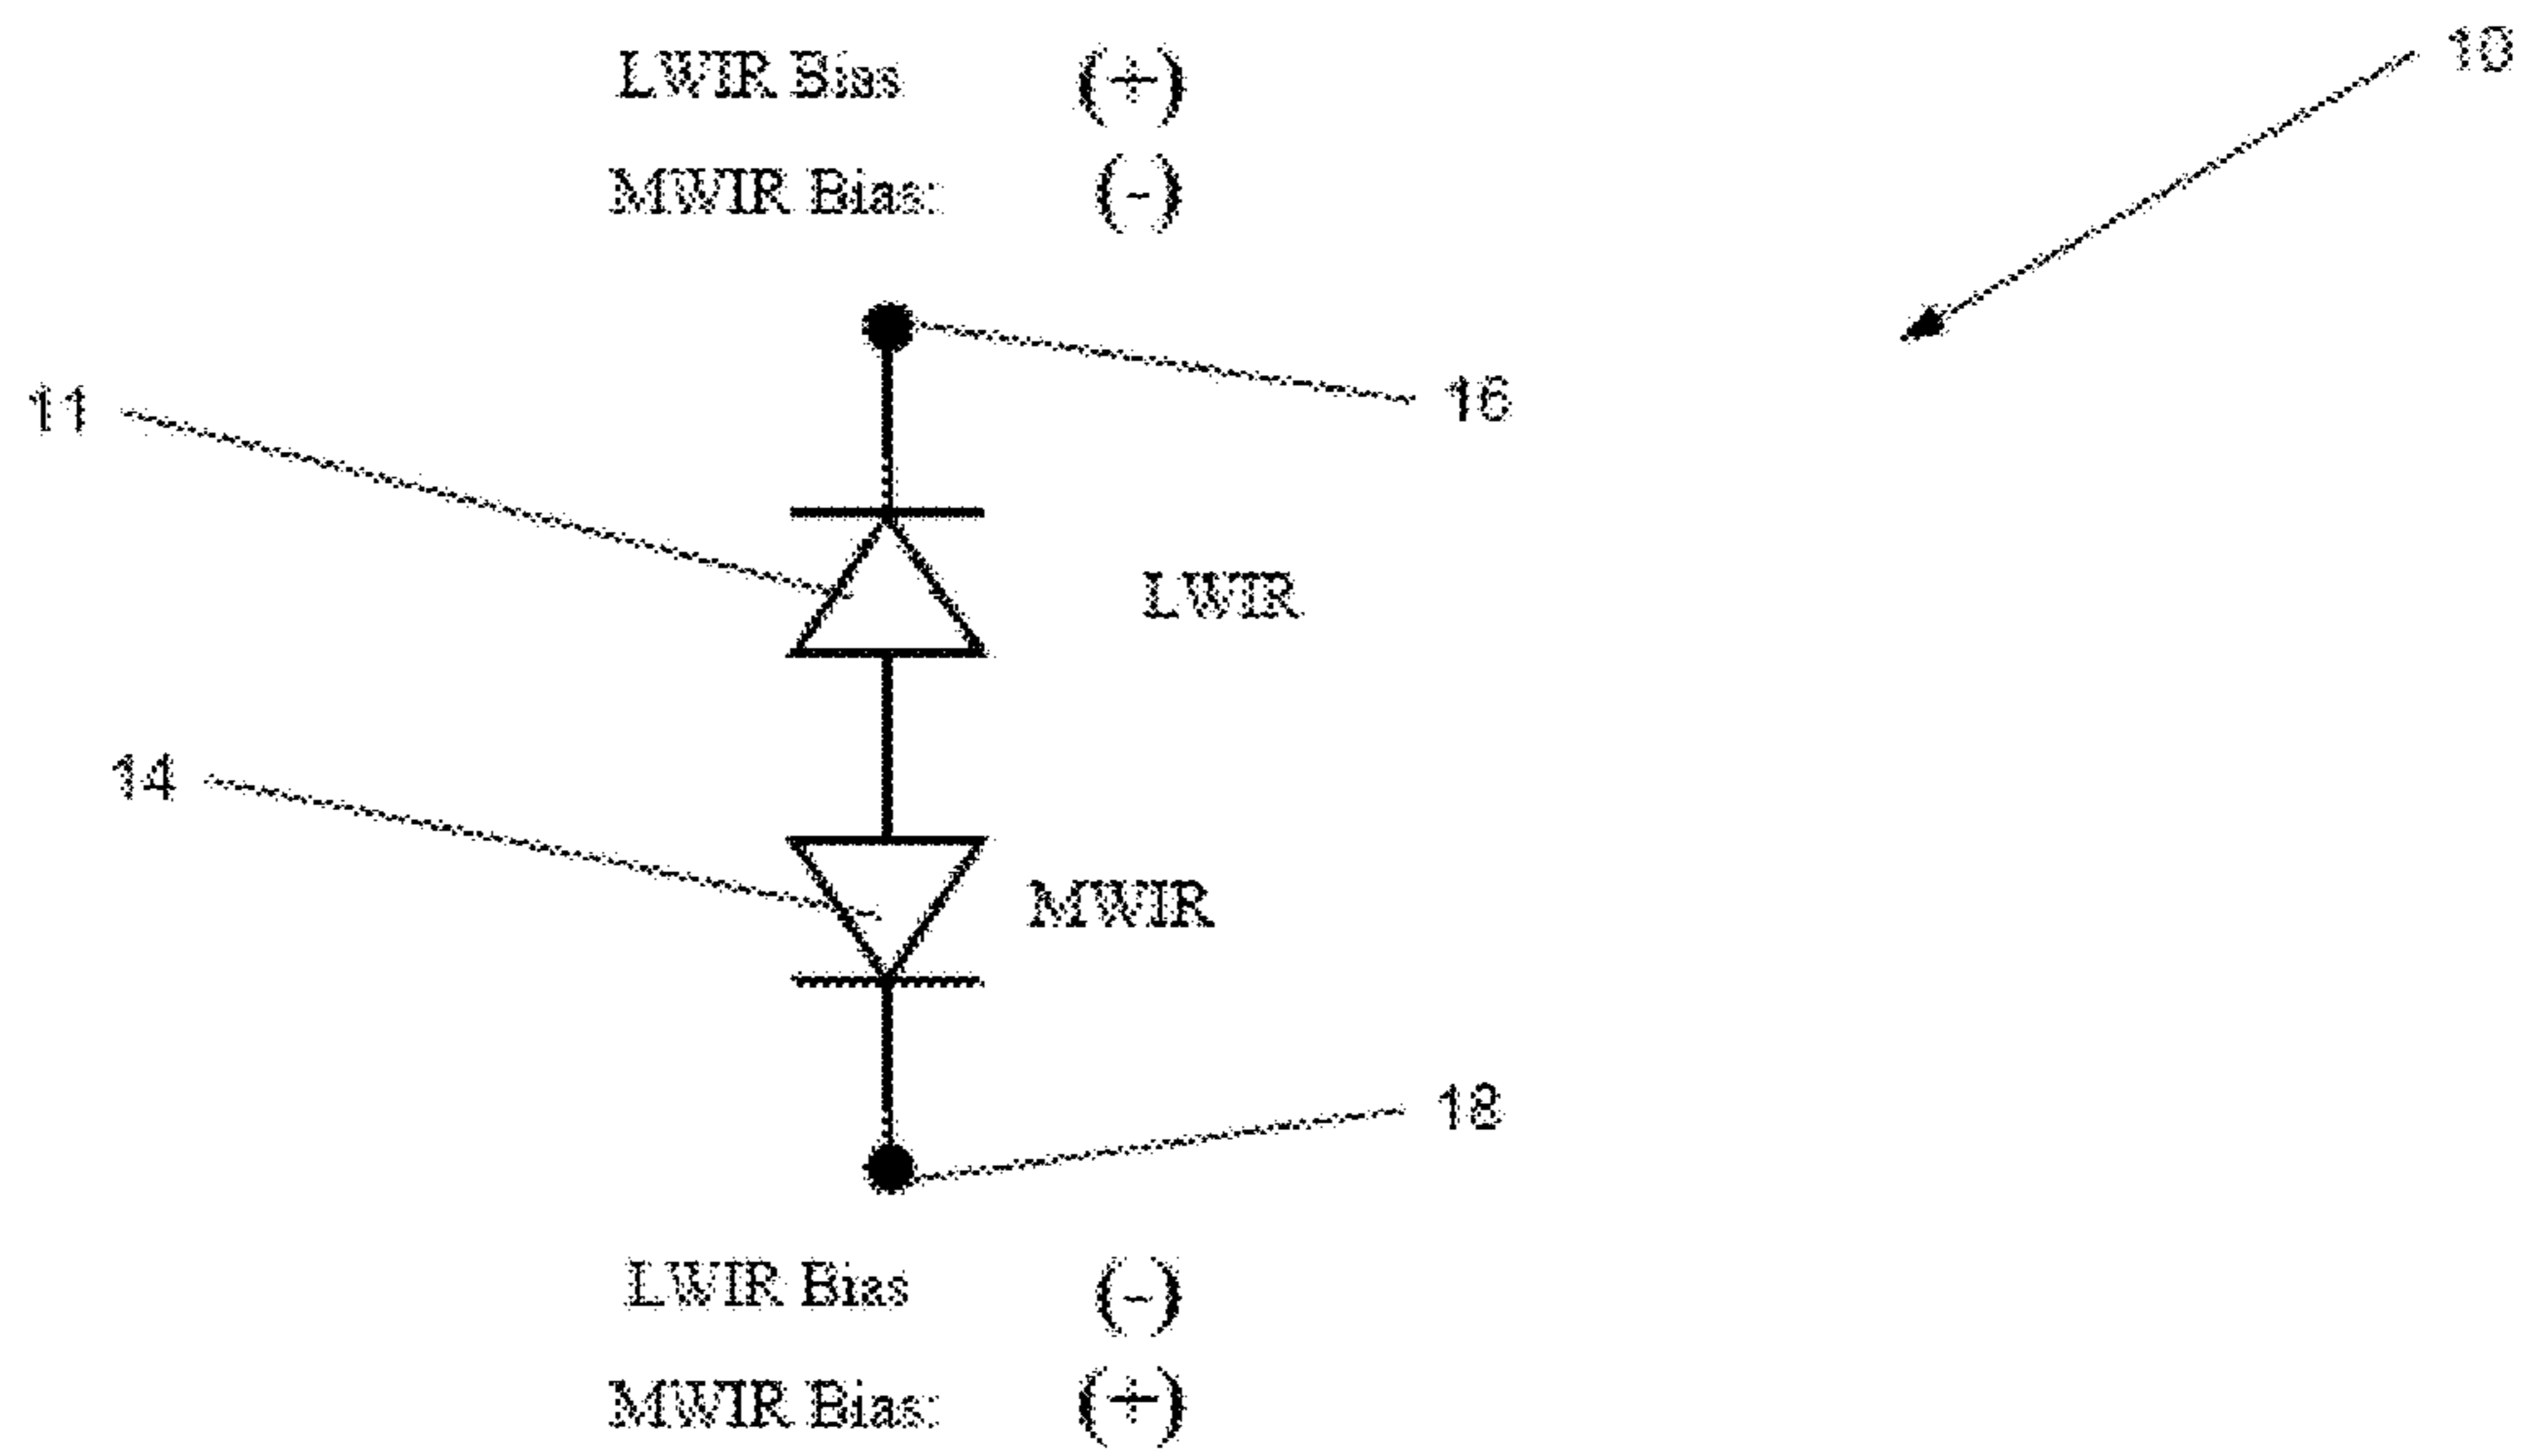 LWIR Bias (+)
10
MWIR Bias: (-)
16
11
LWIR
14
MWIR
18
LWIR Bias (-)
MWIR Bias: (+)